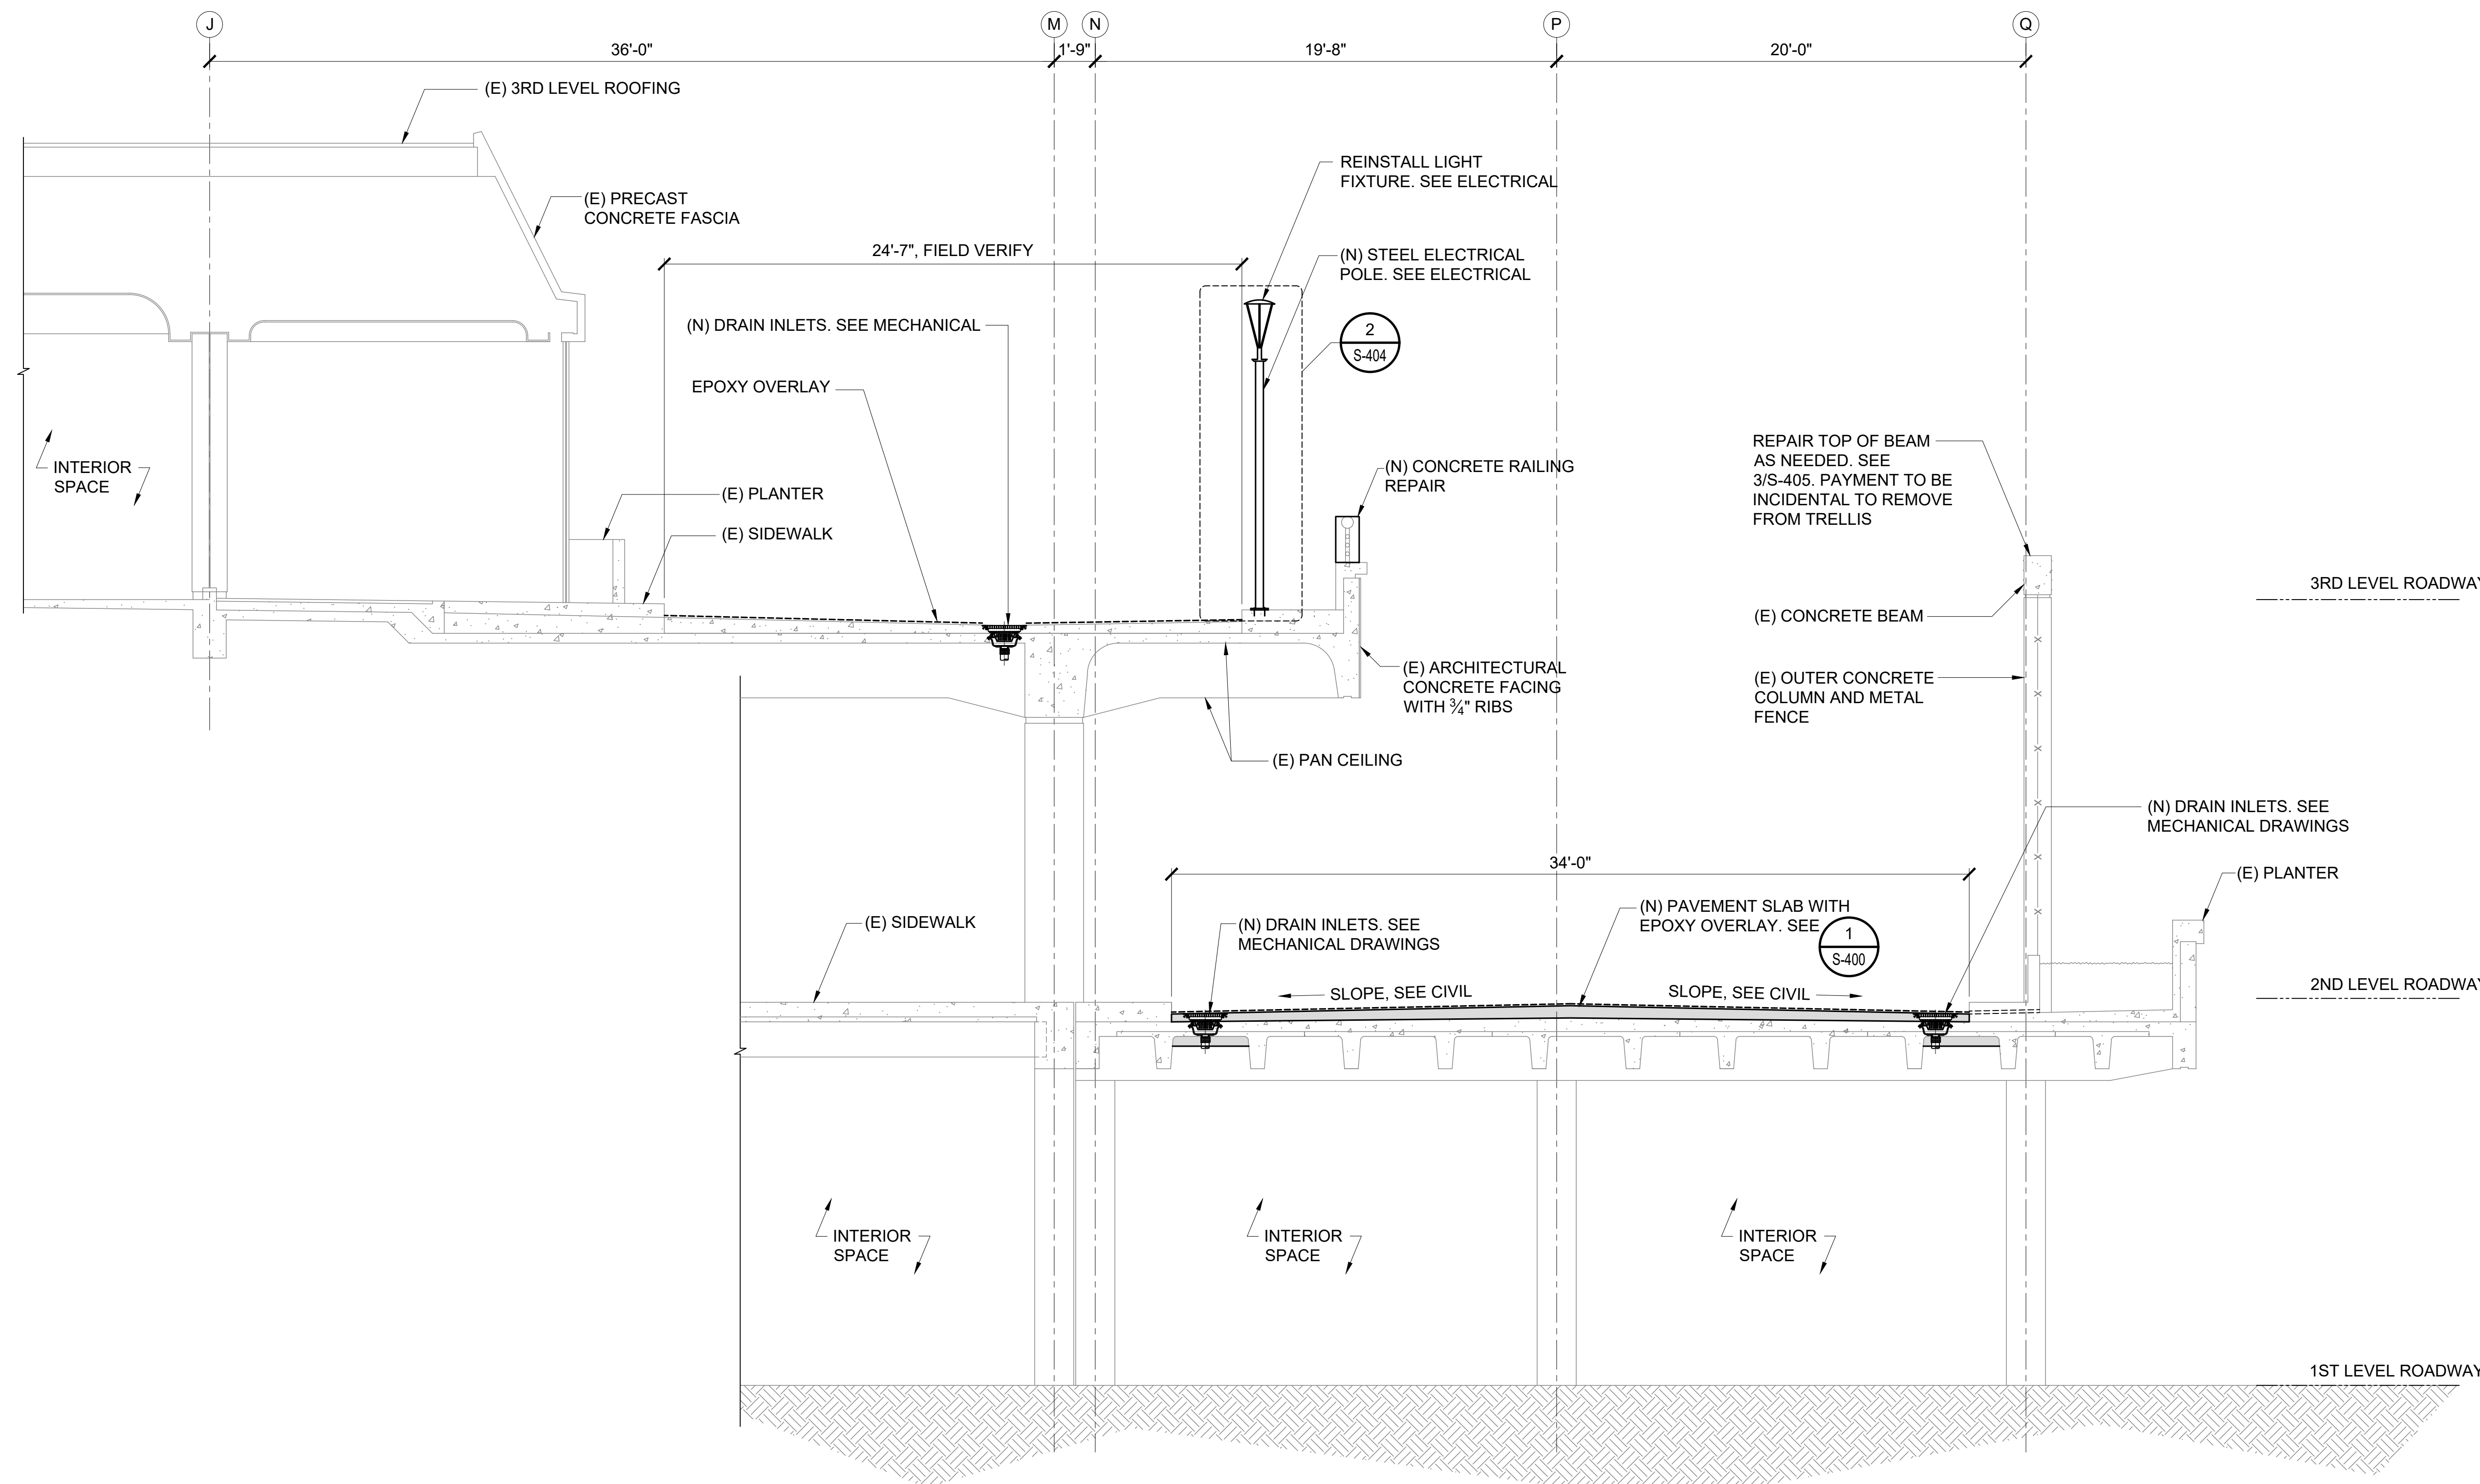 J
M
N
P
Q
36'-0"
1'-9"
19'-8"
20'-0"
(E) 3RD LEVEL ROOFING
REINSTALL LIGHT
FIXTURE. SEE ELECTRICAL
(E) PRECAST
CONCRETE FASCIA
24'-7", FIELD VERIFY
(N) STEEL ELECTRICAL
POLE. SEE ELECTRICAL
(N) DRAIN INLETS. SEE MECHANICAL
2
S-404
EPOXY OVERLAY
INTERIOR
SPACE
(N) CONCRETE RAILING
REPAIR
REPAIR TOP OF BEAM
AS NEEDED. SEE
3/S-405. PAYMENT TO BE
INCIDENTAL TO REMOVE
FROM TRELLIS
(E) PLANTER
(E) SIDEWALK
3RD LEVEL ROADWAY
(E) CONCRETE BEAM
(E) ARCHITECTURAL
CONCRETE FACING
WITH 3/4" RIBS
(E) OUTER CONCRETE
COLUMN AND METAL
FENCE
(E) PAN CEILING
(N) DRAIN INLETS. SEE
MECHANICAL DRAWINGS
34'-0"
(E) PLANTER
(E) SIDEWALK
(N) DRAIN INLETS. SEE
MECHANICAL DRAWINGS
(N) PAVEMENT SLAB WITH
EPOXY OVERLAY. SEE
1
S-400
SLOPE, SEE CIVIL
SLOPE, SEE CIVIL
2ND LEVEL ROADWAY
INTERIOR
SPACE
INTERIOR
SPACE
INTERIOR
SPACE
1ST LEVEL ROADWAY